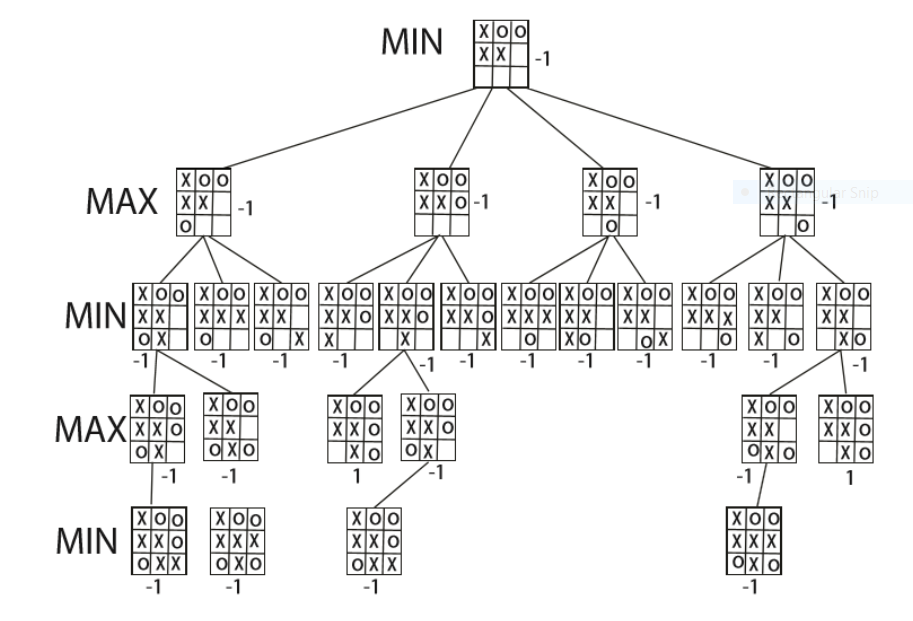 MIN
X O O
X X
-1
MAX
X O O X O O X O O X O O
X X X X O X X X X
O O O
-1 -1 -1 -1
Snip
MIN
X O O X O O X O O X O O X O O X O O X O O X O O X O O X O O X O O X O O
X X X X X X X X X O X X O X X O X X X X X X X X X X X X X X
O X O O X X X X O X O O X O O X O
-1 -1 -1 -1 -1 -1 -1 -1 -1 -1 -1 -1
MAX
X O O X O O X O O X O O X O O X O O
X X O X X X X O X X O X X X X O
O X O X O X O O X O X O X O
-1 -1 1 -1 -1 1
MIN
X O O X O O X O O X O O
X X O X X X X X O X X X
O X X O X O O X X O X O
-1 -1 -1 -1